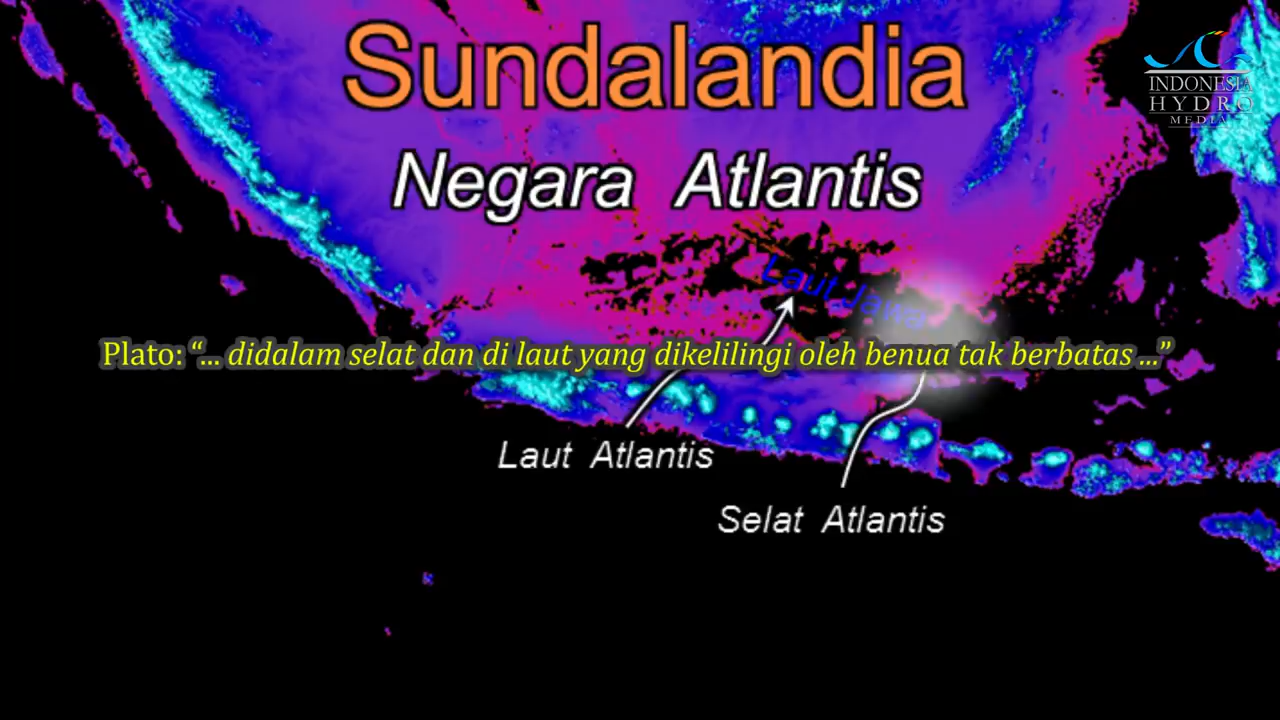 Sundalandia
INDONESIA
HYDRO
MEDIA
Negara Atlantis
Laut Jawa
Plato: “... didalam selat dan di laut yang dikelilingi oleh benua tak berbatas ...”
Laut Atlantis
Selat Atlantis